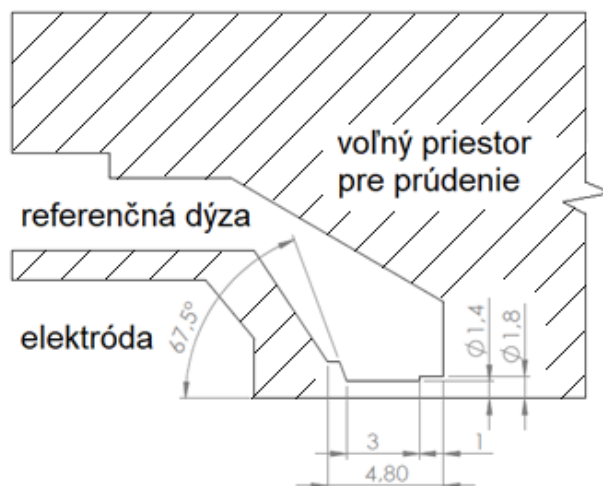 voľný priestor
pre prúdenie
referenčná dýza
elektróda
67,5°
Ø1,4
Ø1,8
3
1
4,80